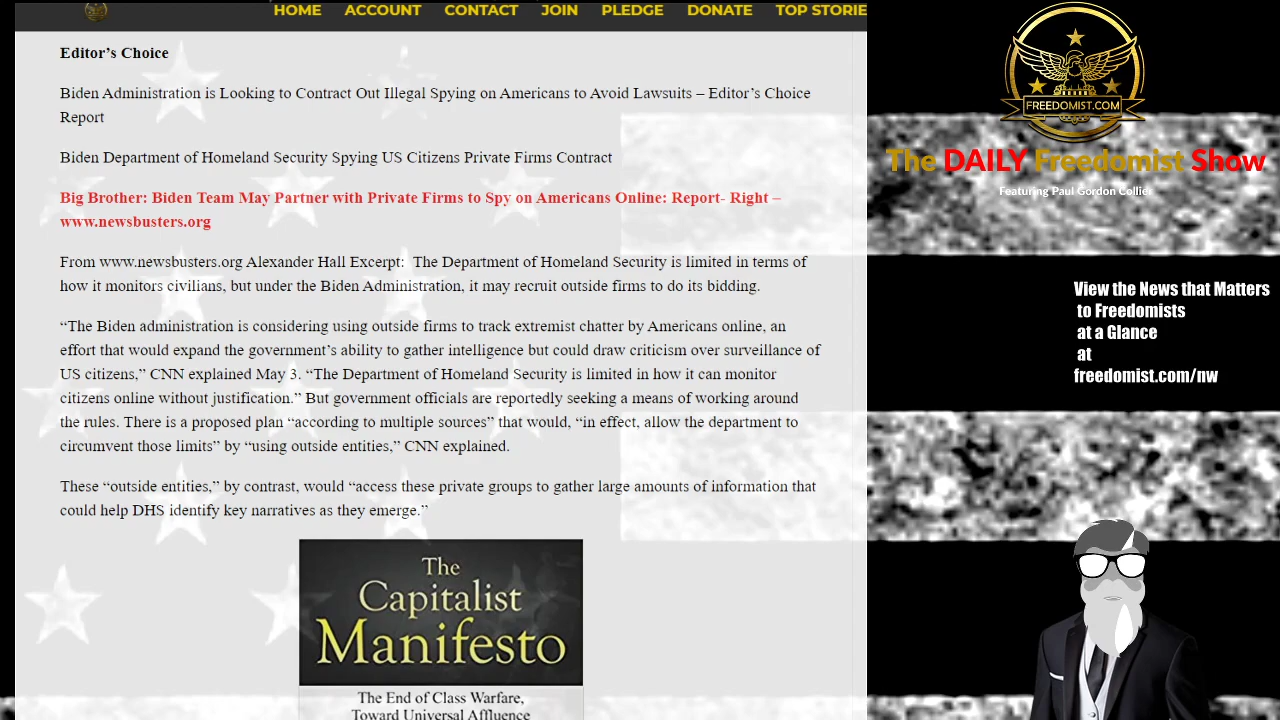 HOME ACCOUNT CONTACT JOIN PLEDGE DONATE TOP STORIE
Editor’s Choice
Biden Administration is Looking to Contract Out Illegal Spying on Americans to Avoid Lawsuits – Editor’s Choice
Report
Biden Department of Homeland Security Spying US Citizens Private Firms Contract
Big Brother: Biden Team May Partner with Private Firms to Spy on Americans Online: Report- Right –
www.newsbusters.org
From www.newsbusters.org Alexander Hall Excerpt:  The Department of Homeland Security is limited in terms of
how it monitors civilians, but under the Biden Administration, it may recruit outside firms to do its bidding.
“The Biden administration is considering using outside firms to track extremist chatter by Americans online, an
effort that would expand the government’s ability to gather intelligence but could draw criticism over surveillance of
US citizens,” CNN explained May 3. “The Department of Homeland Security is limited in how it can monitor
citizens online without justification.” But government officials are reportedly seeking a means of working around
the rules. There is a proposed plan “according to multiple sources” that would, “in effect, allow the department to
circumvent those limits” by “using outside entities,” CNN explained.
These “outside entities,” by contrast, would “access these private groups to gather large amounts of information that
could help DHS identify key narratives as they emerge.”
The
Capitalist
Manifesto
The End of Class Warfare,
Toward Universal Affluence
FREEDOMIST.COM
The DAILY Freedomist Show
Featuring Paul Gordon Collier
View the News that Matters
to Freedomists
at a Glance
at
freedomist.com/nw